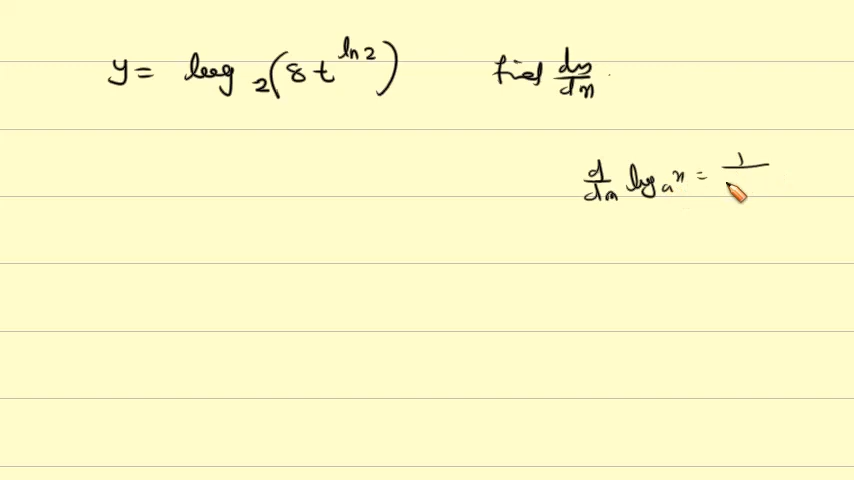 y = log₂(8t^ln 2) find dy/dx.
d/dx logₐx = 1/